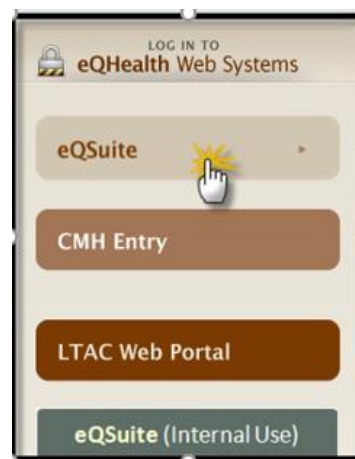 LOG IN TO
eQHealth Web Systems
eQSuite
CMH Entry
LTAC Web Portal
eQSuite (Internal Use)